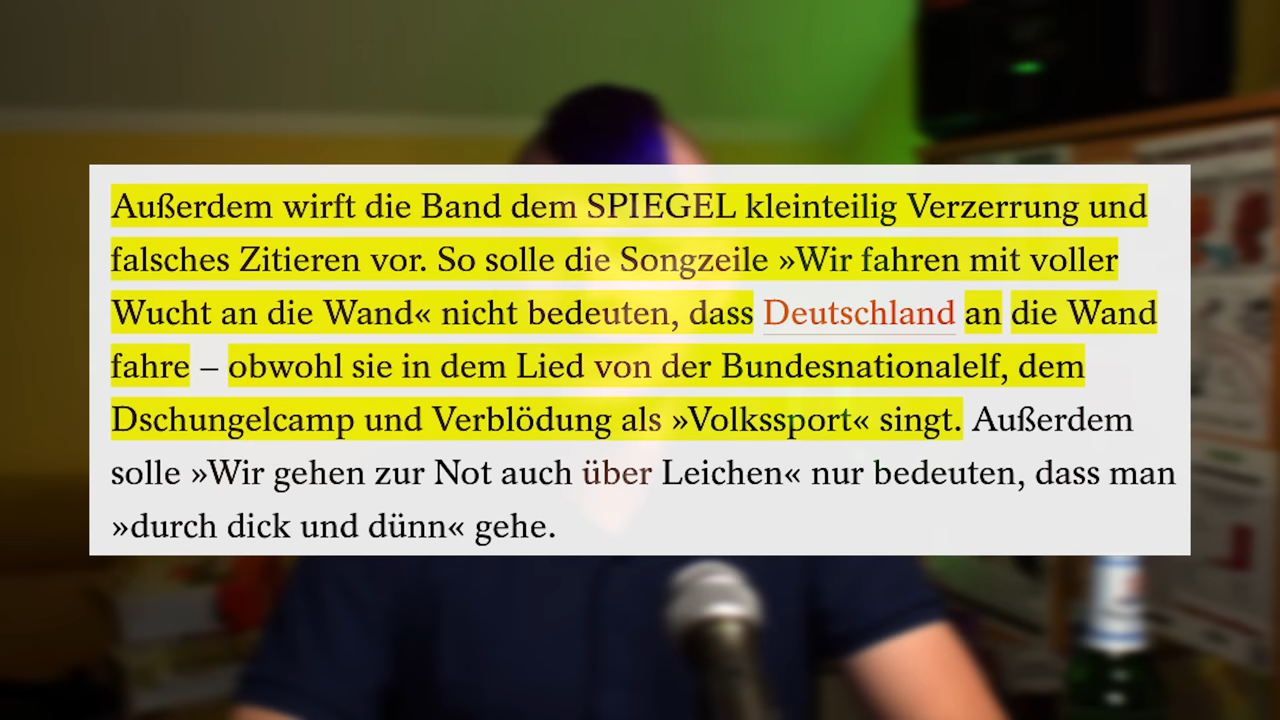 Außerdem wirft die Band dem SPIEGEL kleinteilig Verzerrung und
falsches Zitieren vor. So solle die Songzeile »Wir fahren mit voller
Wucht an die Wand« nicht bedeuten, dass Deutschland an die Wand
fahre – obwohl sie in dem Lied von der Bundesnationalelf, dem
Dschungelcamp und Verblödung als »Volkssport« singt. Außerdem
solle »Wir gehen zur Not auch über Leichen« nur bedeuten, dass man
»durch dick und dünn« gehe.